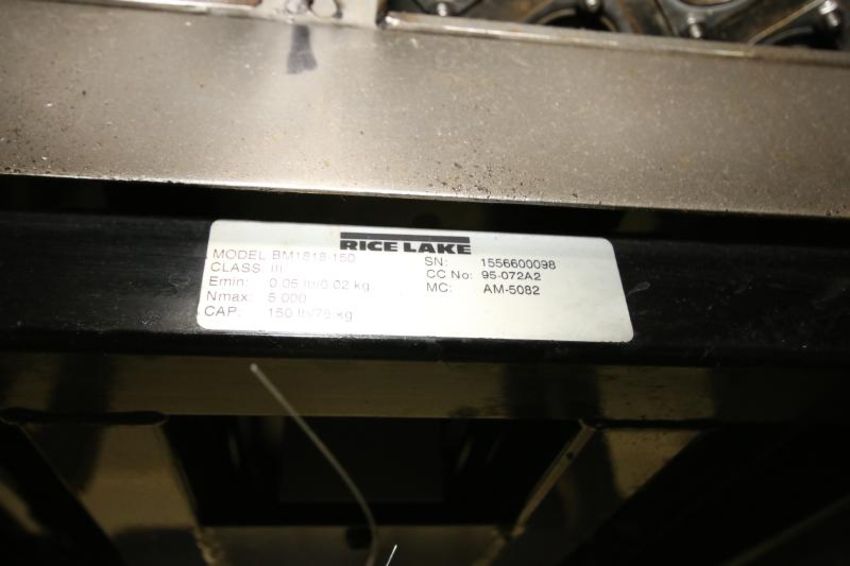 RICE LAKE
MODEL BM1818-150
CLASS III
Emin: 0.05 lb/0.02 kg
Nmax: 5 000
CAP: 150 lb/75 kg
SN: 1556600098
CC No: 95-072A2
MC: AM-5082